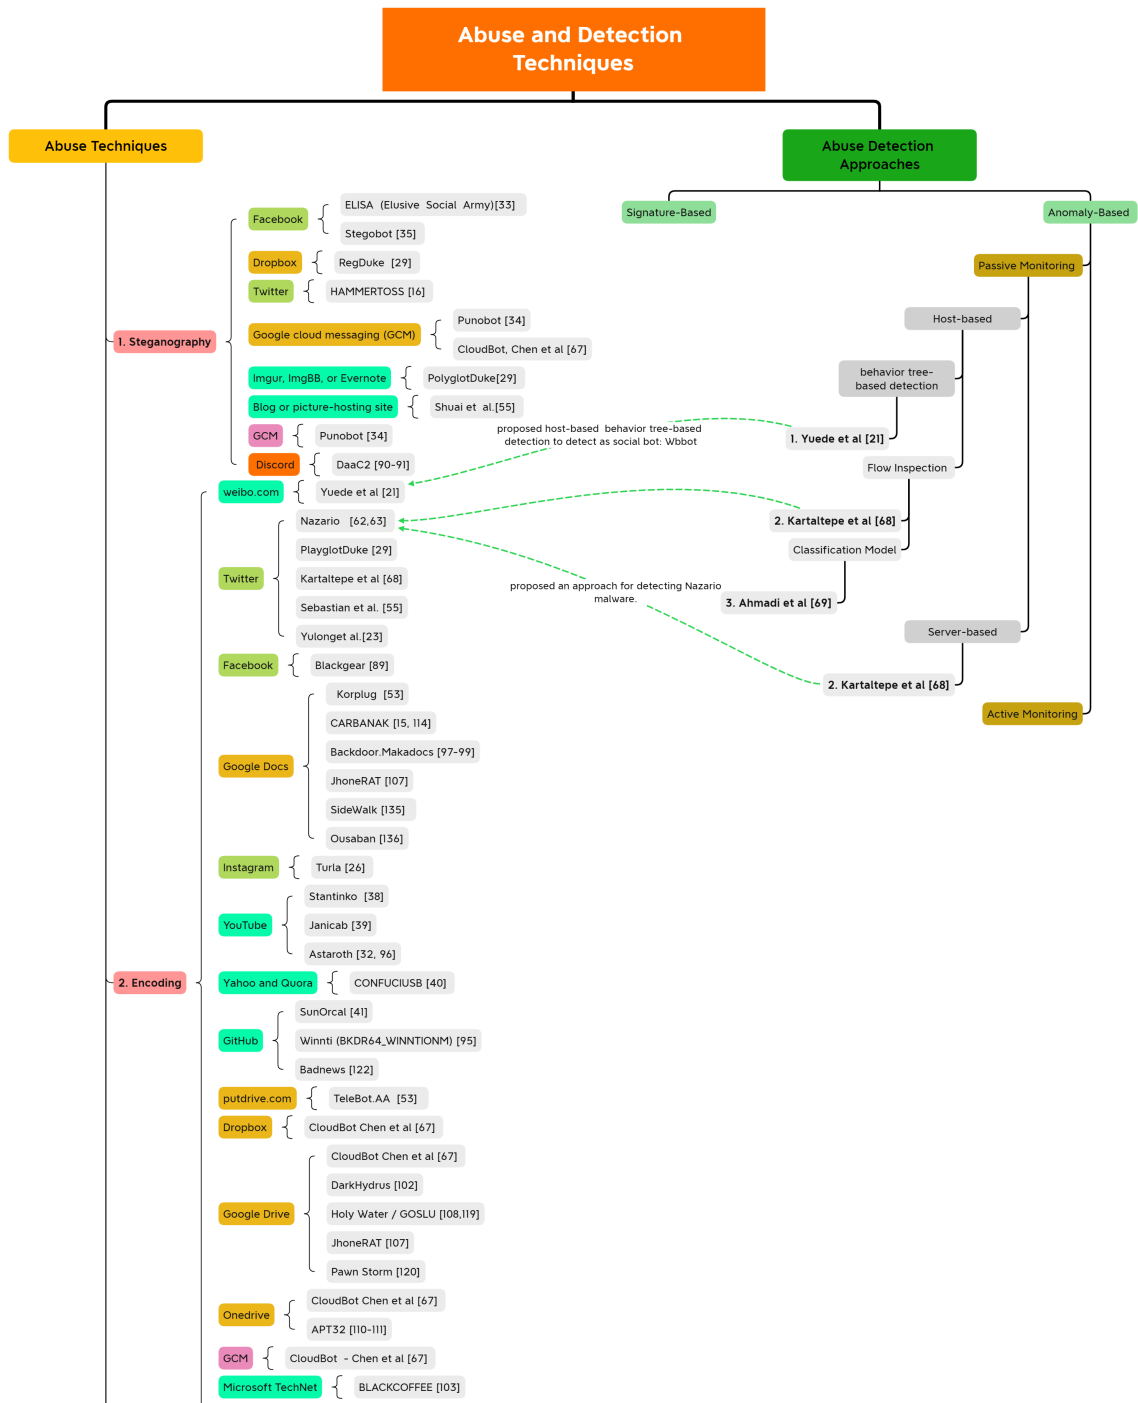 Abuse and Detection
Techniques
Abuse Techniques
Abuse Detection
Approaches
Signature-Based
Anomaly-Based
Passive Monitoring
Host-based
behavior tree-
based detection
1. Yuede et al [21]
Flow Inspection
2. Kartaltepe et al [68]
Classification Model
3. Ahmadi et al [69]
Server-based
2. Kartaltepe et al [68]
Active Monitoring
proposed host-based behavior tree-based
detection to detect as social bot: Wbbot
proposed an approach for detecting Nazario
malware.
1. Steganography
Facebook
ELISA (Elusive Social Army)[33]
Stegobot [35]
Dropbox
RegDuke [29]
Twitter
HAMMERTOSS [16]
Google cloud messaging (GCM)
Punobot [34]
CloudBot, Chen et al [67]
Imgur, ImgBB, or Evernote
PolyglotDuke[29]
Blog or picture-hosting site
Shuai et al.[55]
GCM
Punobot [34]
Discord
DaaC2 [90-91]
2. Encoding
weibo.com
Yuede et al [21]
Twitter
Nazario [62,63]
PlayglotDuke [29]
Kartaltepe et al [68]
Sebastian et al. [55]
Yulonget al.[23]
Facebook
Blackgear [89]
Google Docs
Korplug [53]
CARBANAK [15, 114]
Backdoor.Makadocs [97-99]
JhoneRAT [107]
SideWalk [135]
Ousaban [136]
Instagram
Turla [26]
YouTube
Stantinko [38]
Janicab [39]
Astaroth [32, 96]
Yahoo and Quora
CONFUCIUSB [40]
GitHub
SunOrcal [41]
Winnti (BKDR64_WINNTIONM) [95]
Badnews [122]
putdrive.com
TeleBot.AA [53]
Dropbox
CloudBot Chen et al [67]
Google Drive
CloudBot Chen et al [67]
DarkHydrus [102]
Holy Water / GOSLU [108,119]
JhoneRAT [107]
Pawn Storm [120]
Onedrive
CloudBot Chen et al [67]
APT32 [110-111]
GCM
CloudBot - Chen et al [67]
Microsoft TechNet
BLACKCOFFEE [103]